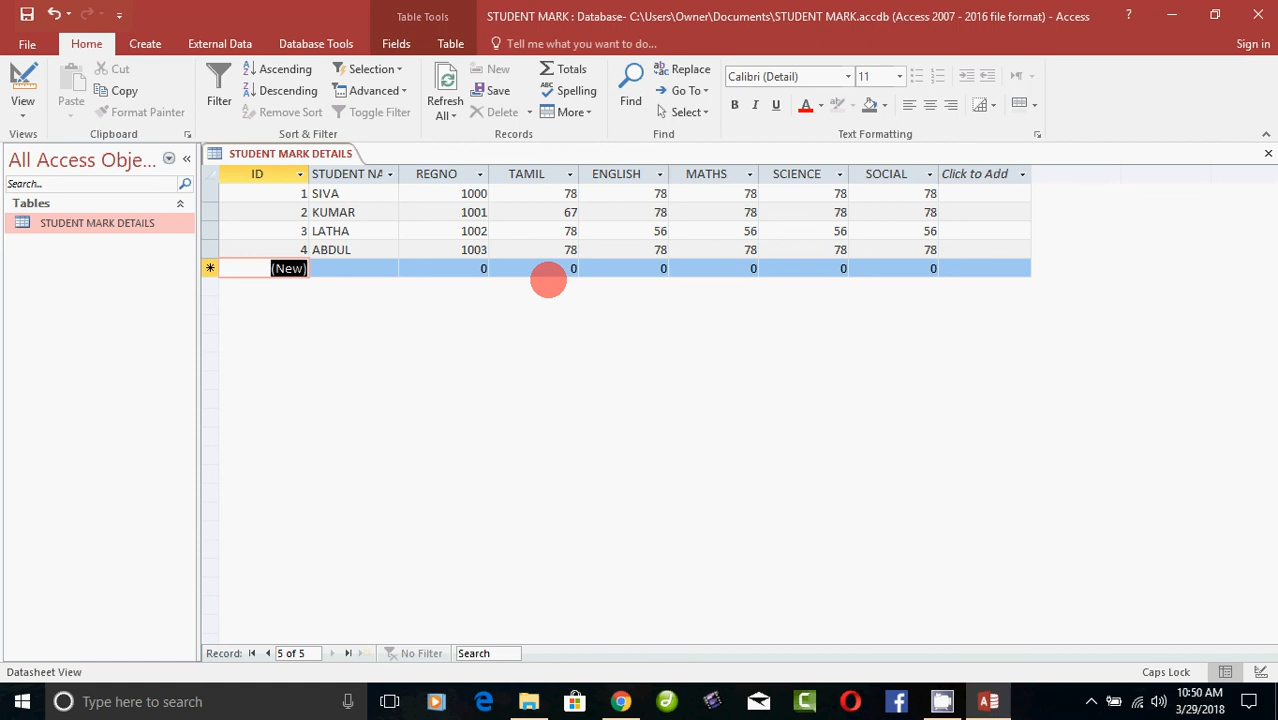 Table Tools
STUDENT MARK : Database- C:\Users\Owner\Documents\STUDENT MARK.accdb (Access 2007 - 2016 file format) - Access
?
File Home Create External Data Database Tools Fields Table Tell me what you want to do... Sign in
View
Views
Paste
Cut
Copy
Format Painter
Clipboard
Filter
Ascending
Descending
Remove Sort
Selection
Advanced
Toggle Filter
Sort & Filter
Refresh
All
New
Save
Delete
Totals
Spelling
More
Records
Find
Replace
Go To
Select
Find
Calibri (Detail) 11
B I U A
Text Formatting
All Access Obje...
Search...
Tables
STUDENT MARK DETAILS
STUDENT MARK DETAILS
ID STUDENT NA REGNO TAMIL ENGLISH MATHS SCIENCE SOCIAL Click to Add
1 SIVA 1000 78 78 78 78 78
2 KUMAR 1001 67 78 78 78 78
3 LATHA 1002 78 56 56 56 56
4 ABDUL 1003 78 78 78 78 78
(New) 0 0 0 0 0 0
Record: 5 of 5 No Filter Search
Datasheet View Caps Lock
Type here to search
10:50 AM
3/29/2018